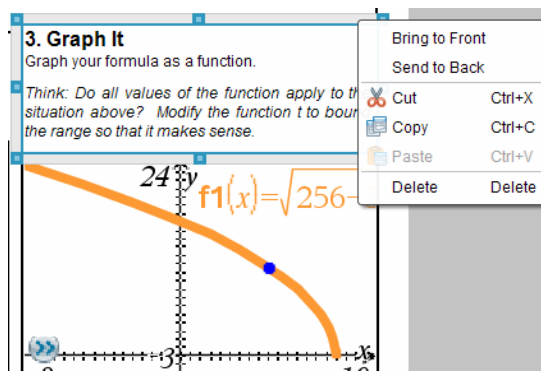 3. Graph It
Graph your formula as a function.
Think: Do all values of the function apply to
situation above? Modify the function t to
the range so that it makes sense.
Bring to Front
Send to Back
Cut Ctrl+X
Copy Ctrl+C
Paste Ctrl+V
Delete Delete
24 y
f1(x)=√256-
-3
x
10